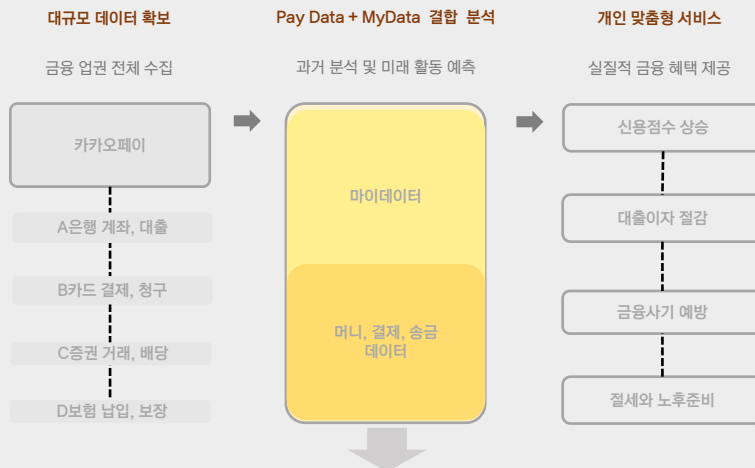 대규모 데이터 확보
금융 업권 전체 수집
카카오페이
A은행 계좌, 대출
B카드 결제, 청구
C증권 거래, 배당
D보험 납입, 보장
Pay Data + MyData 결합 분석
과거 분석 및 미래 활동 예측
마이데이터
머니, 결제, 송금
데이터
개인 맞춤형 서비스
실질적 금융 혜택 제공
신용점수 상승
대출이자 절감
금융사기 예방
절세와 노후준비